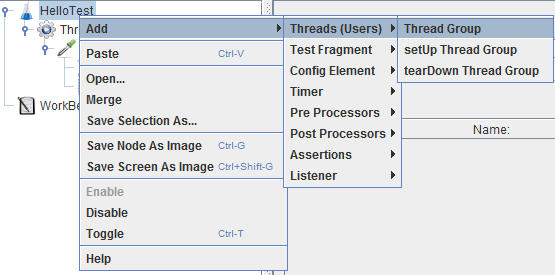 HelloTest
Thr
WorkBe
Add
Paste Ctrl-V
Open...
Merge
Save Selection As...
Save Node As Image Ctrl-G
Save Screen As Image Ctrl+Shift-G
Enable
Disable
Toggle Ctrl-T
Help
Threads (Users)
Test Fragment
Config Element
Timer
Pre Processors
Post Processors
Assertions
Listener
Thread Group
setUp Thread Group
tearDown Thread Group
Name: